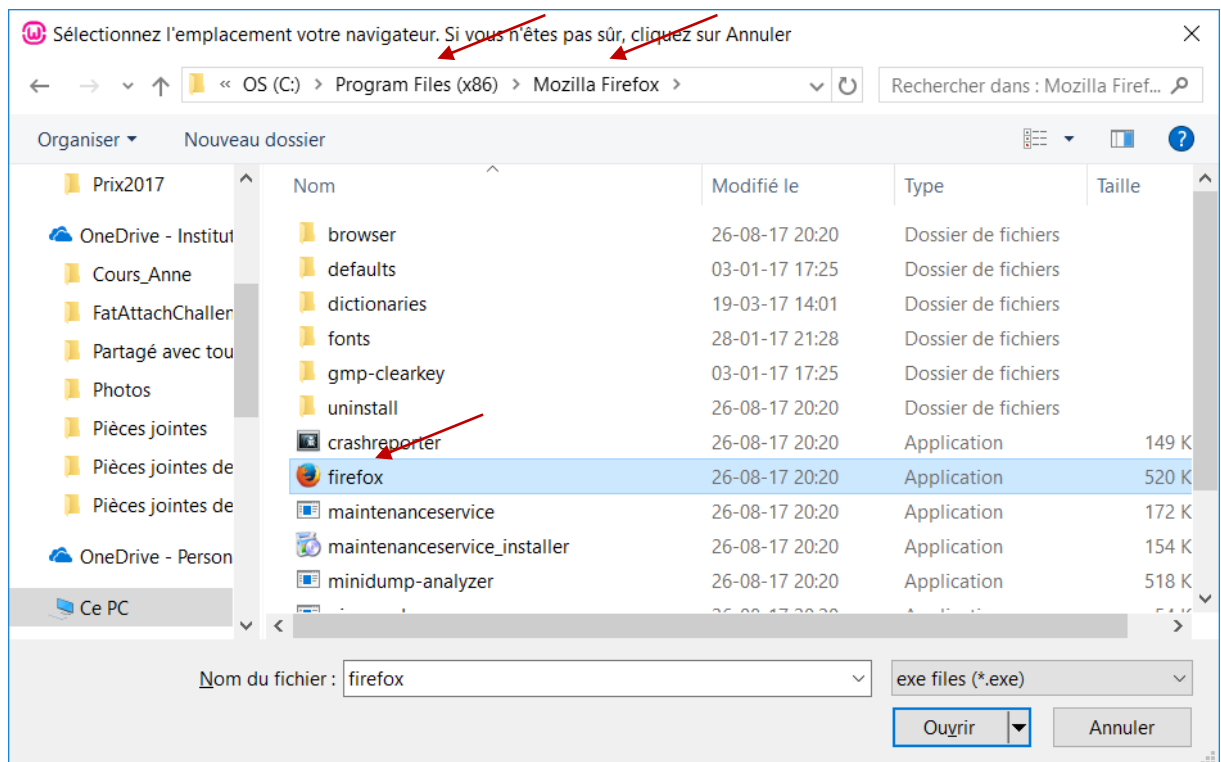 Sélectionnez l'emplacement votre navigateur. Si vous n'êtes pas sûr, cliquez sur Annuler
« OS (C:) > Program Files (x86) > Mozilla Firefox >
Rechercher dans : Mozilla Firef...
Organiser
Nouveau dossier
Nom Modifié le Type Taille
Prix2017
OneDrive - Institut
Cours_Anne
FatAttachChallen
Partagé avec tou
Photos
Pièces jointes
Pièces jointes de
Pièces jointes de
OneDrive - Person
Ce PC
browser 26-08-17 20:20 Dossier de fichiers
defaults 03-01-17 17:25 Dossier de fichiers
dictionaries 19-03-17 14:01 Dossier de fichiers
fonts 28-01-17 21:28 Dossier de fichiers
gmp-clearkey 03-01-17 17:25 Dossier de fichiers
uninstall 26-08-17 20:20 Dossier de fichiers
crashreporter 26-08-17 20:20 Application 149 K
firefox 26-08-17 20:20 Application 520 K
maintenanceservice 26-08-17 20:20 Application 172 K
maintenanceservice_installer 26-08-17 20:20 Application 154 K
minidump-analyzer 26-08-17 20:20 Application 518 K
Nom du fichier : firefox
exe files (*.exe)
Ouvrir
Annuler